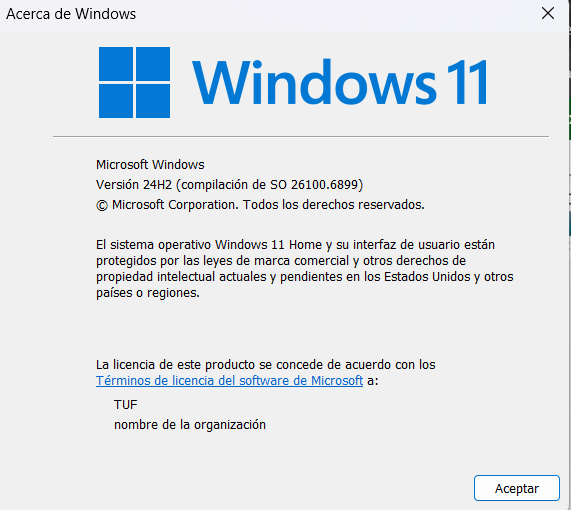 Acerca de Windows
Windows 11
Microsoft Windows
Versión 24H2 (compilación de SO 26100.6899)
© Microsoft Corporation. Todos los derechos reservados.
El sistema operativo Windows 11 Home y su interfaz de usuario están
protegidos por las leyes de marca comercial y otros derechos de
propiedad intelectual actuales y pendientes en los Estados Unidos y otros
países o regiones.
La licencia de este producto se concede de acuerdo con los
Términos de licencia del software de Microsoft a:
TUF
nombre de la organización
Aceptar